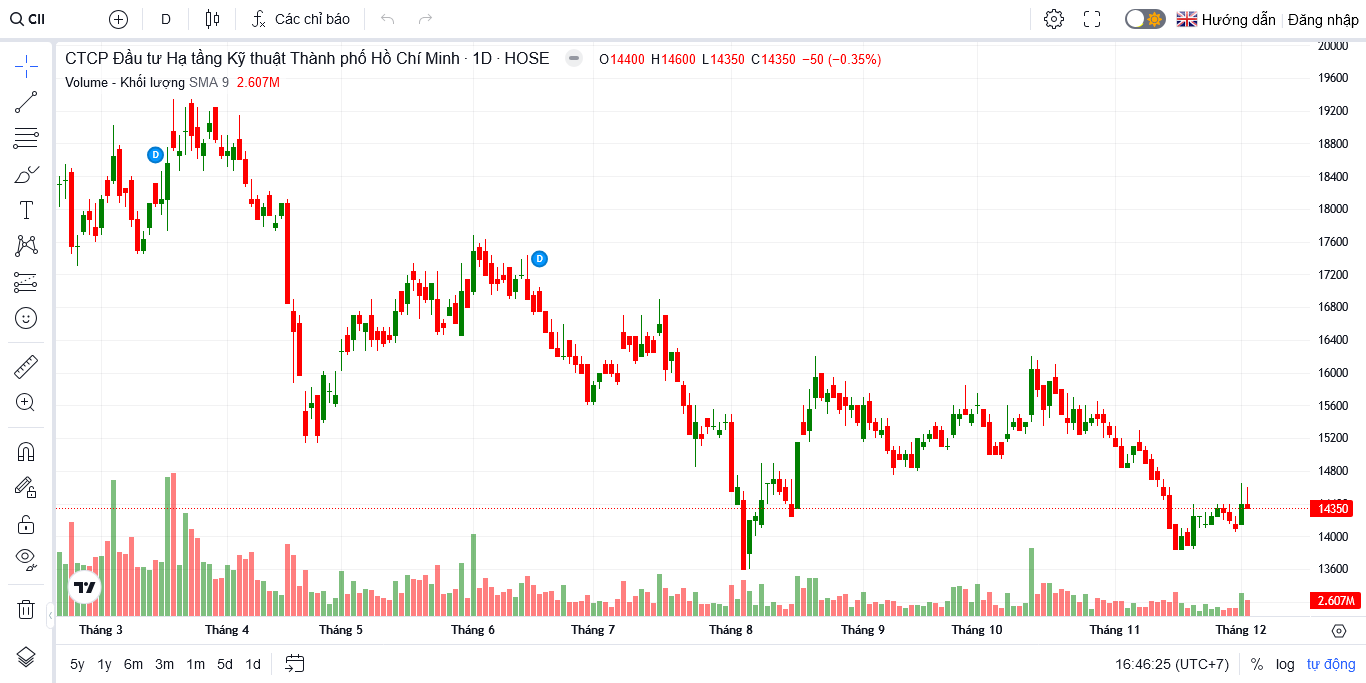 CII D Các chỉ báo Hướng dẫn Đăng nhập
CTCP Đầu tư Hạ tầng Kỹ thuật Thành phố Hồ Chí Minh · 1D · HOSE O14400 H14600 L14350 C14350 −50 (−0.35%)
Volume - Khối lượng SMA 9 2.607M
D
D
20000
19600
19200
18800
18400
18000
17600
17200
16800
16400
16000
15600
15200
14800
14350
14000
13600
2.607M
Tháng 3 Tháng 4 Tháng 5 Tháng 6 Tháng 7 Tháng 8 Tháng 9 Tháng 10 Tháng 11 Tháng 12
5y 1y 6m 3m 1m 5d 1d 16:46:25 (UTC+7) % log tự động